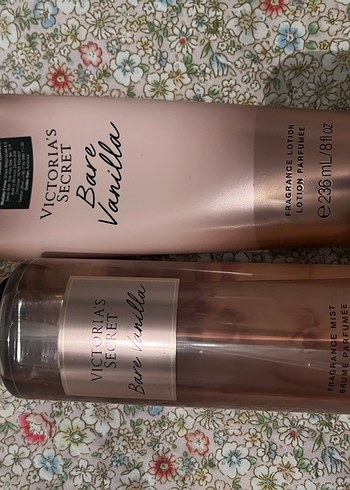 VICTORIA'S
SECRET
Bare
Vanilla
FRAGRANCE LOTION
LOTION PARFUMÉE
℮236 mL/8 fl oz
VICTORIA'S
SECRET
Bare Vanilla
FRAGRANCE MIST
BRUME PARFUMÉE